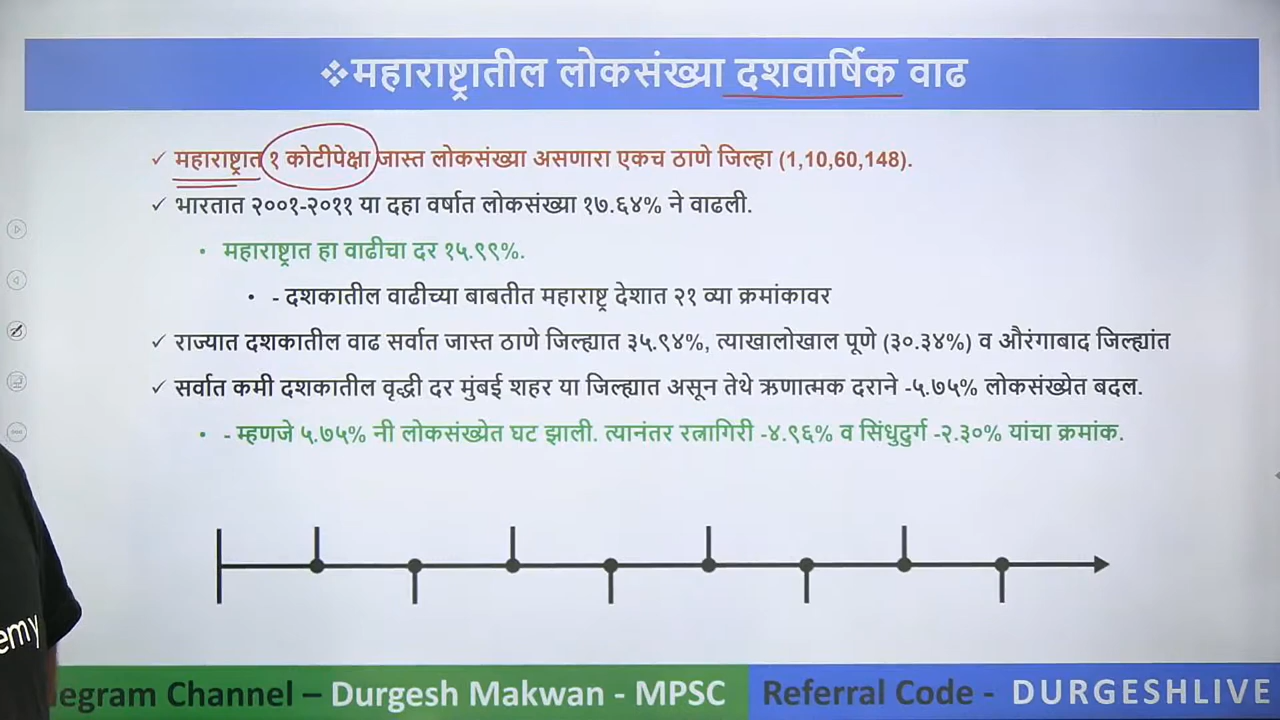 ❖महाराष्ट्रातील लोकसंख्या दशवार्षिक वाढ
✓ महाराष्ट्रात १ कोटीपेक्षा जास्त लोकसंख्या असणारा एकच ठाणे जिल्हा (1,10,60,148).
✓ भारतात २००१-२०११ या दहा वर्षात लोकसंख्या १७.६४% ने वाढली.
• महाराष्ट्रात हा वाढीचा दर १५.९९%.
• - दशकातील वाढीच्या बाबतीत महाराष्ट्र देशात २१ व्या क्रमांकावर
✓ राज्यात दशकातील वाढ सर्वात जास्त ठाणे जिल्ह्यात ३५.९४%, त्याखालोखाल पूणे (३०.३४%) व औरंगाबाद जिल्ह्यांत
✓ सर्वात कमी दशकातील वृद्धी दर मुंबई शहर या जिल्ह्यात असून तेथे ऋणात्मक दराने -५.७५% लोकसंख्येत बदल.
• - म्हणजे ५.७५% नी लोकसंख्येत घट झाली. त्यानंतर रत्नागिरी -४.९६% व सिंधुदुर्ग -२.३०% यांचा क्रमांक.
emy
legram Channel – Durgesh Makwan - MPSC
Referral Code - DURGESHLIVE